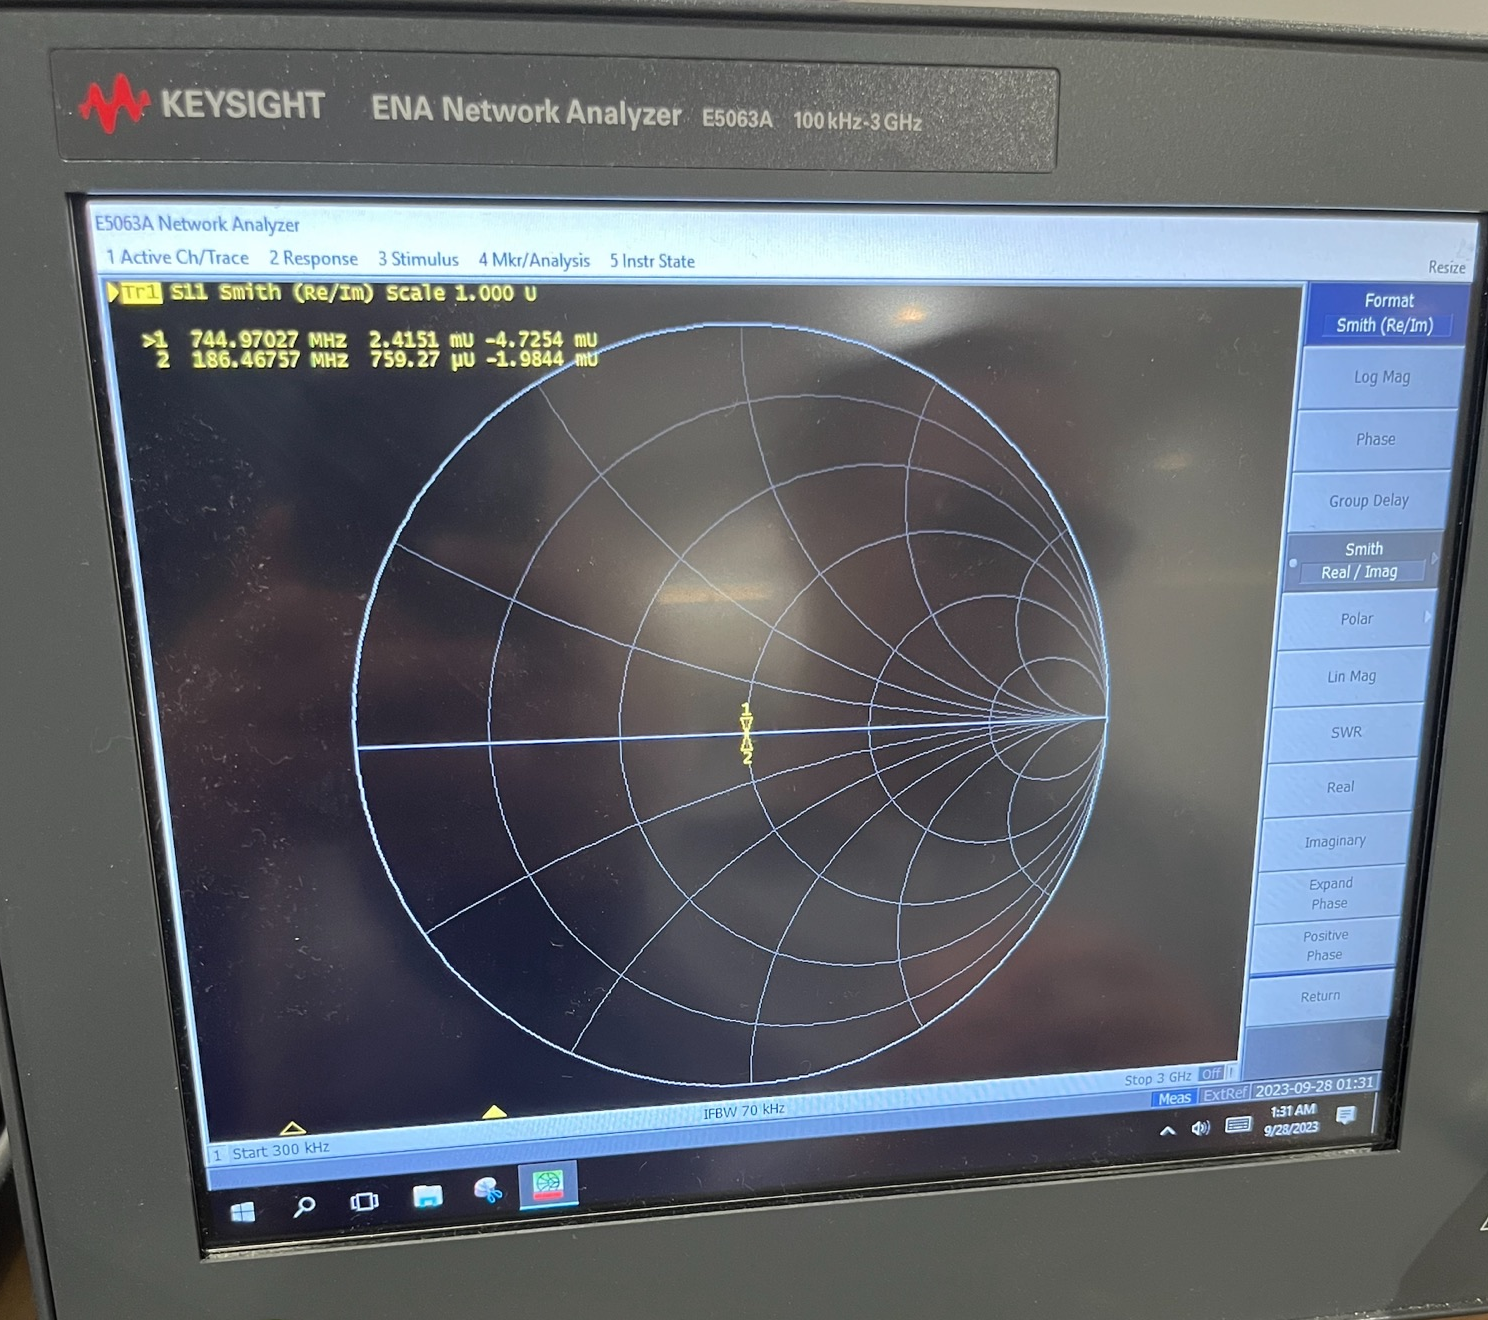 KEYSIGHT ENA Network Analyzer E5063A 100 kHz-3 GHz
E5063A Network Analyzer
1 Active Ch/Trace 2 Response 3 Stimulus 4 Mkr/Analysis 5 Instr State
Resize
Tr1 S11 Smith (Re/Im) Scale 1.000 U
>1 744.97027 MHz 2.4151 mU -4.7254 mU
2 186.46757 MHz 759.27 µU -1.9844 mU
1
2
Format
Smith (Re/Im)
Log Mag
Phase
Group Delay
Smith
Real / Imag
Polar
Lin Mag
SWR
Real
Imaginary
Expand
Phase
Positive
Phase
Return
1 Start 300 kHz
IFBW 70 kHz
Stop 3 GHz Off !
Meas ExtRef 2023-09-28 01:31
1:31 AM
9/28/2023